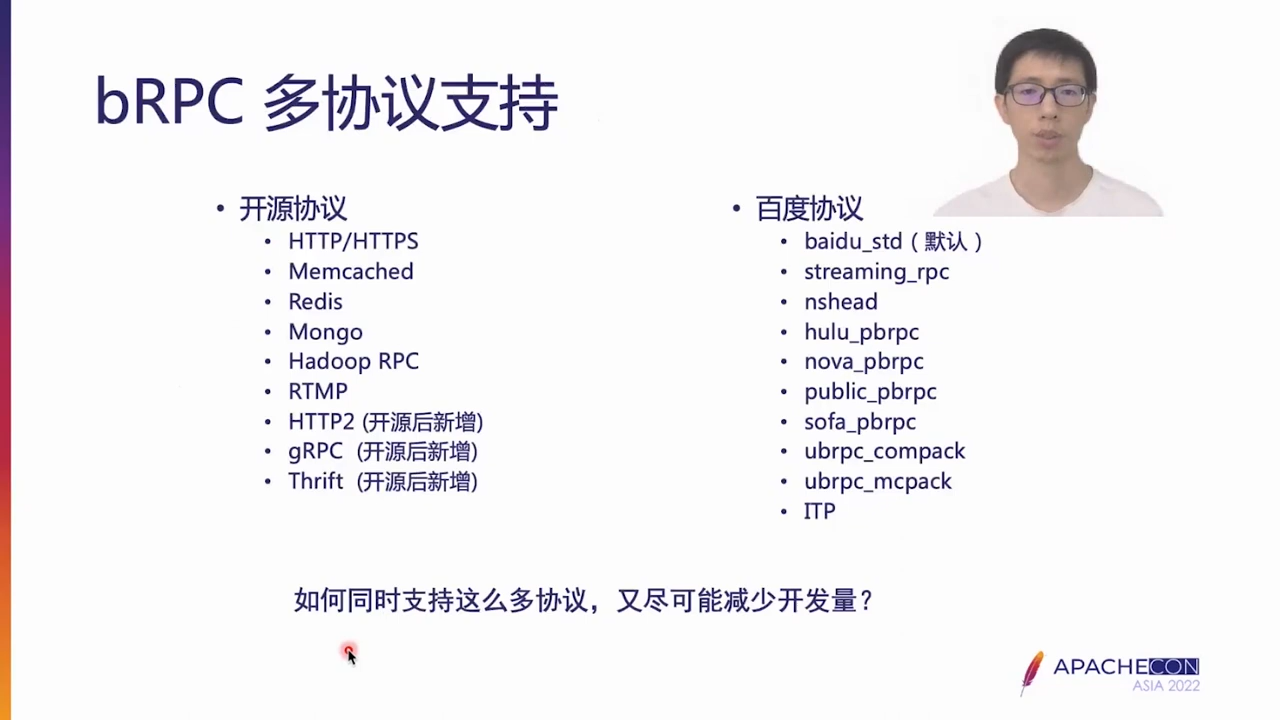 bRPC 多协议支持
• 开源协议
• HTTP/HTTPS
• Memcached
• Redis
• Mongo
• Hadoop RPC
• RTMP
• HTTP2 (开源后新增)
• gRPC (开源后新增)
• Thrift (开源后新增)
• 百度协议
• baidu_std（默认）
• streaming_rpc
• nshead
• hulu_pbrpc
• nova_pbrpc
• public_pbrpc
• sofa_pbrpc
• ubrpc_compack
• ubrpc_mcpack
• ITP
如何同时支持这么多协议，又尽可能减少开发量？
APACHECON
ASIA 2022